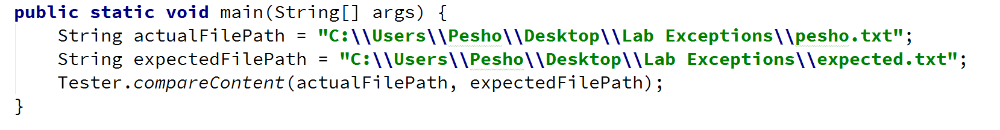 public static void main(String[] args) {
    String actualFilePath = "C:\\Users\\Pesho\\Desktop\\Lab Exceptions\\pesho.txt";
    String expectedFilePath = "C:\\Users\\Pesho\\Desktop\\Lab Exceptions\\expected.txt";
    Tester.compareContent(actualFilePath, expectedFilePath);
}